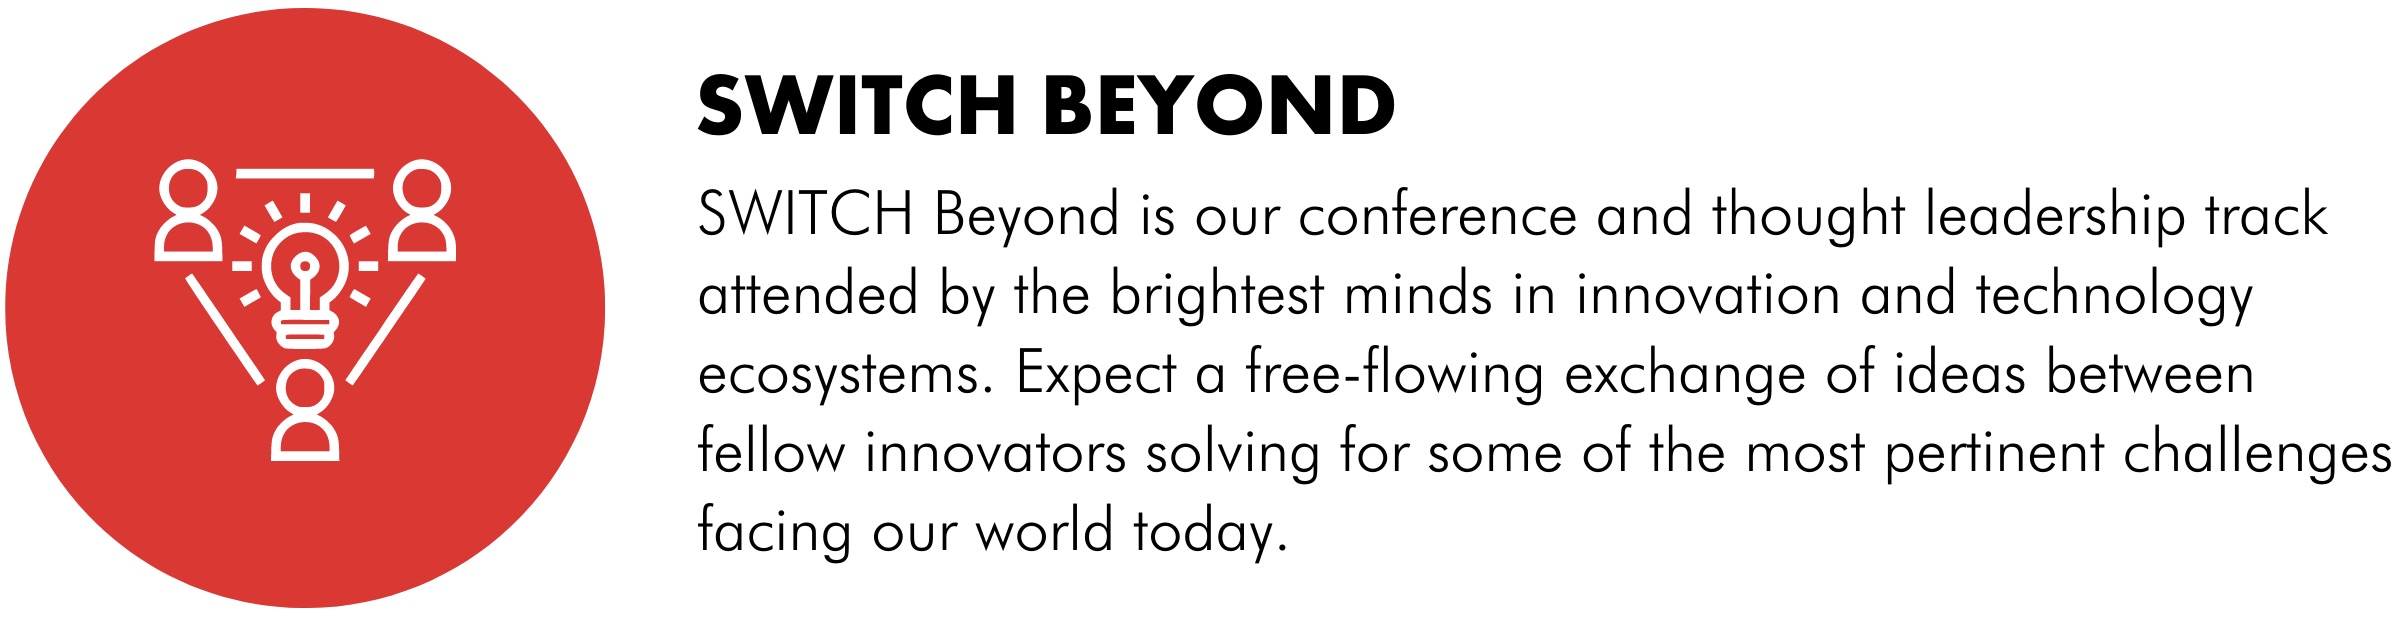 SWITCH BEYOND
SWITCH Beyond is our conference and thought leadership track
attended by the brightest minds in innovation and technology
ecosystems. Expect a free-flowing exchange of ideas between
fellow innovators solving for some of the most pertinent challenges
facing our world today.